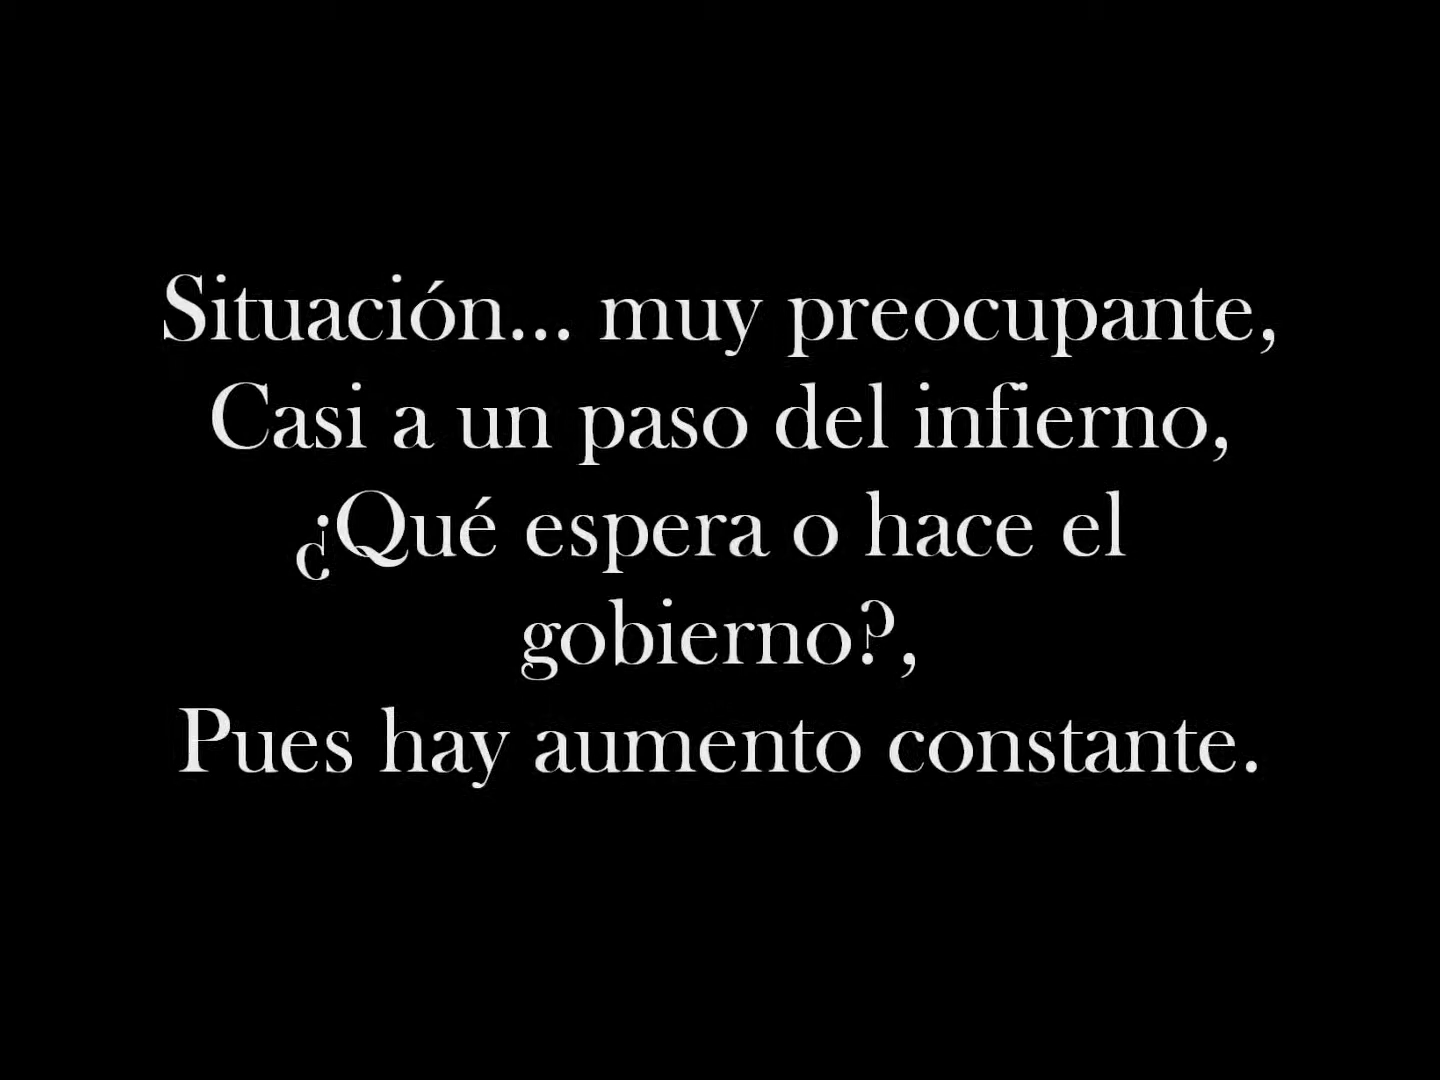 Situación... muy preocupante,
Casi a un paso del infierno,
¿Qué espera o hace el
gobierno?,
Pues hay aumento constante.